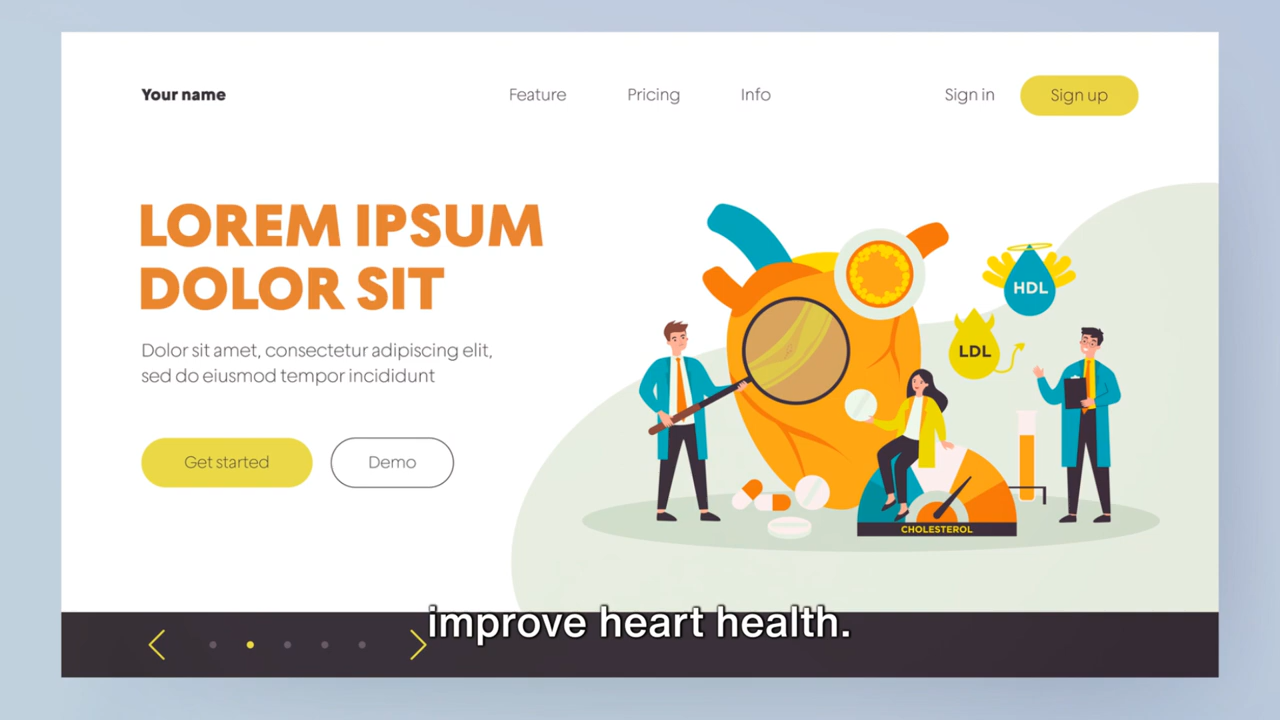 Your name
Feature
Pricing
Info
Sign in
Sign up
LOREM IPSUM
DOLOR SIT
Dolor sit amet, consectetur adipiscing elit,
sed do eiusmod tempor incididunt
Get started
Demo
HDL
LDL
CHOLESTEROL
improve heart health.